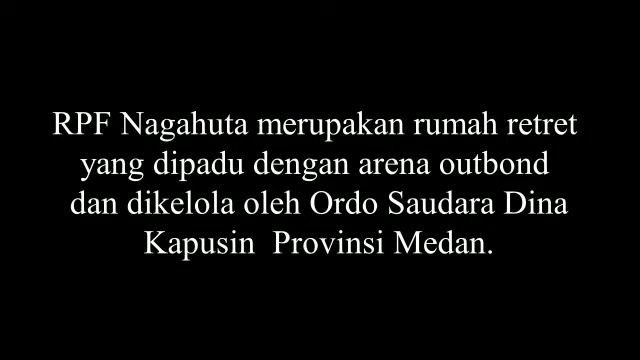 RPF Nagahuta merupakan rumah retret
yang dipadu dengan arena outbond
dan dikelola oleh Ordo Saudara Dina
Kapusin  Provinsi Medan.